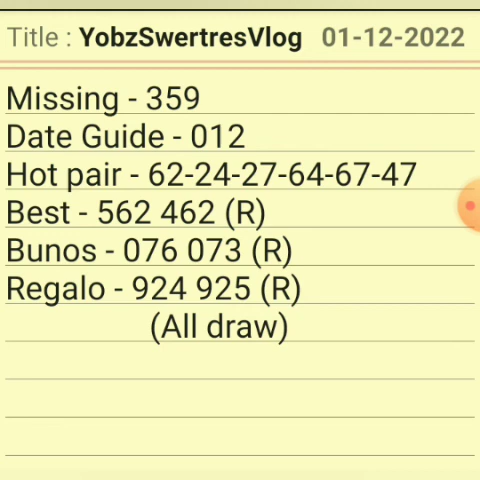 Title : YobzSwertresVlog 01-12-2022
Missing - 359
Date Guide - 012
Hot pair - 62-24-27-64-67-47
Best - 562 462 (R)
Bunos - 076 073 (R)
Regalo - 924 925 (R)
(All draw)